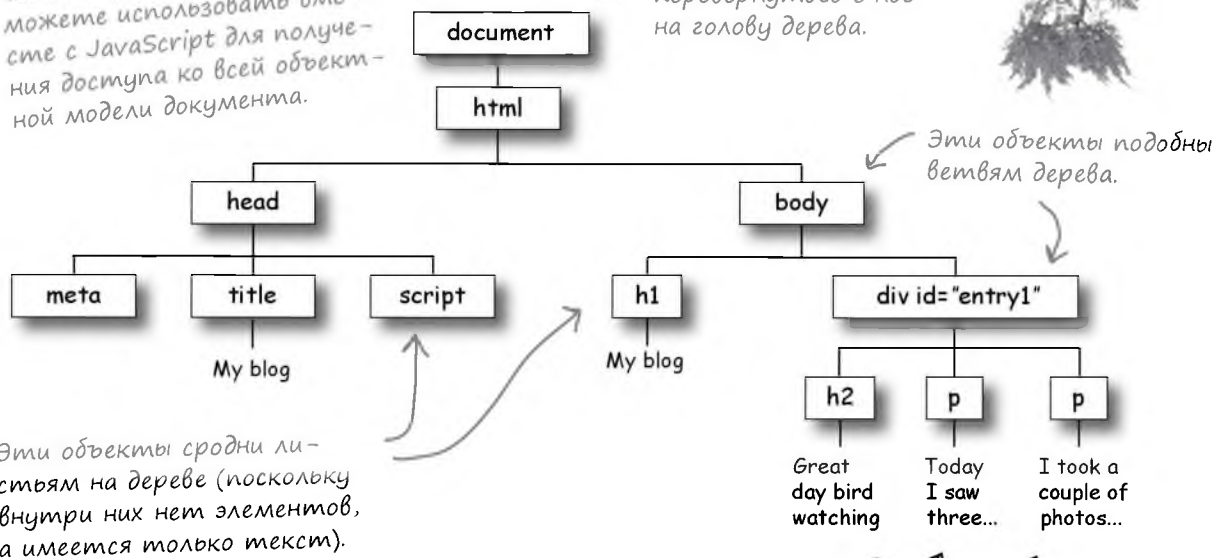 можете использовать вме-
сте с JavaScript для получе-
ния доступа ко всей объект-
ной модели документа.
на голову дерева.
document
html
Эти объекты подобны
ветвям дерева.
head
body
meta
title
script
h1
div id="entry1"
My blog
My blog
h2
p
p
Эти объекты сродни ли-
стьям на дереве (поскольку
внутри них нет элементов,
а имеется только текст).
Great
day bird
watching
Today
I saw
three...
I took a
couple of
photos...